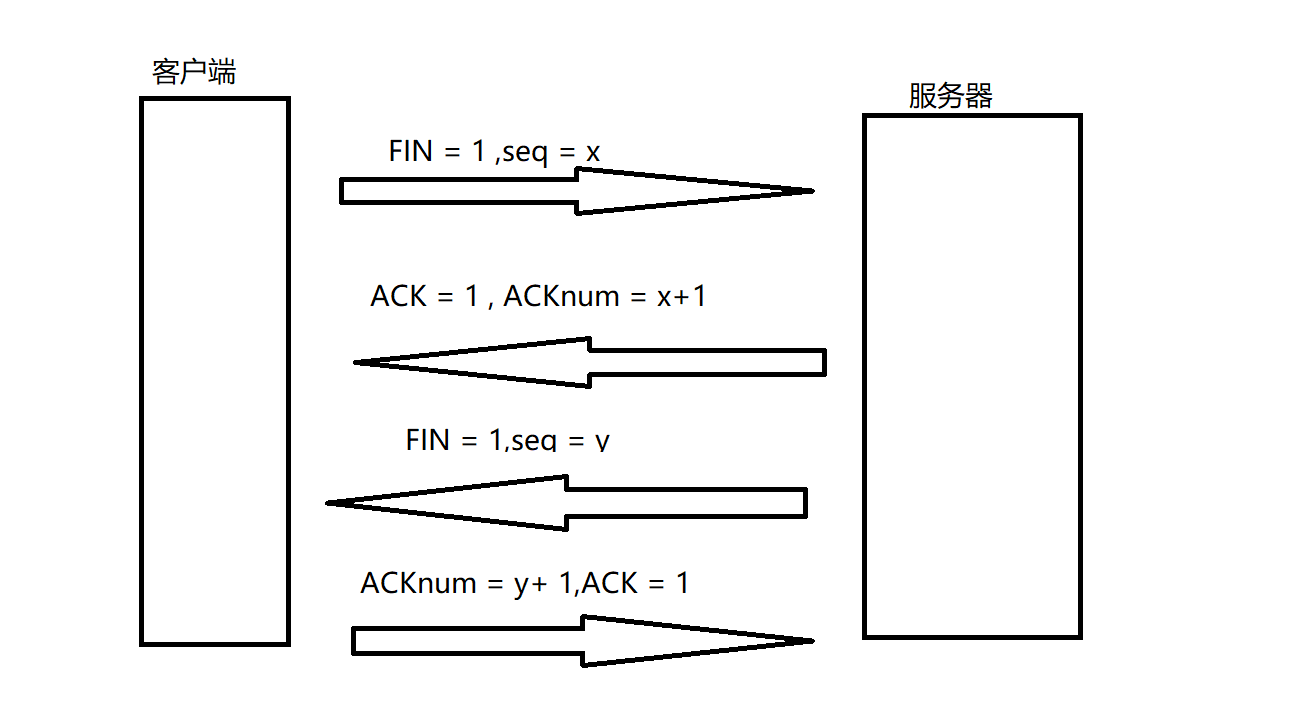 客户端
服务器
FIN = 1 ,seq = x
ACK = 1 , ACKnum = x+1
FIN = 1,seq = y
ACKnum = y+ 1,ACK = 1